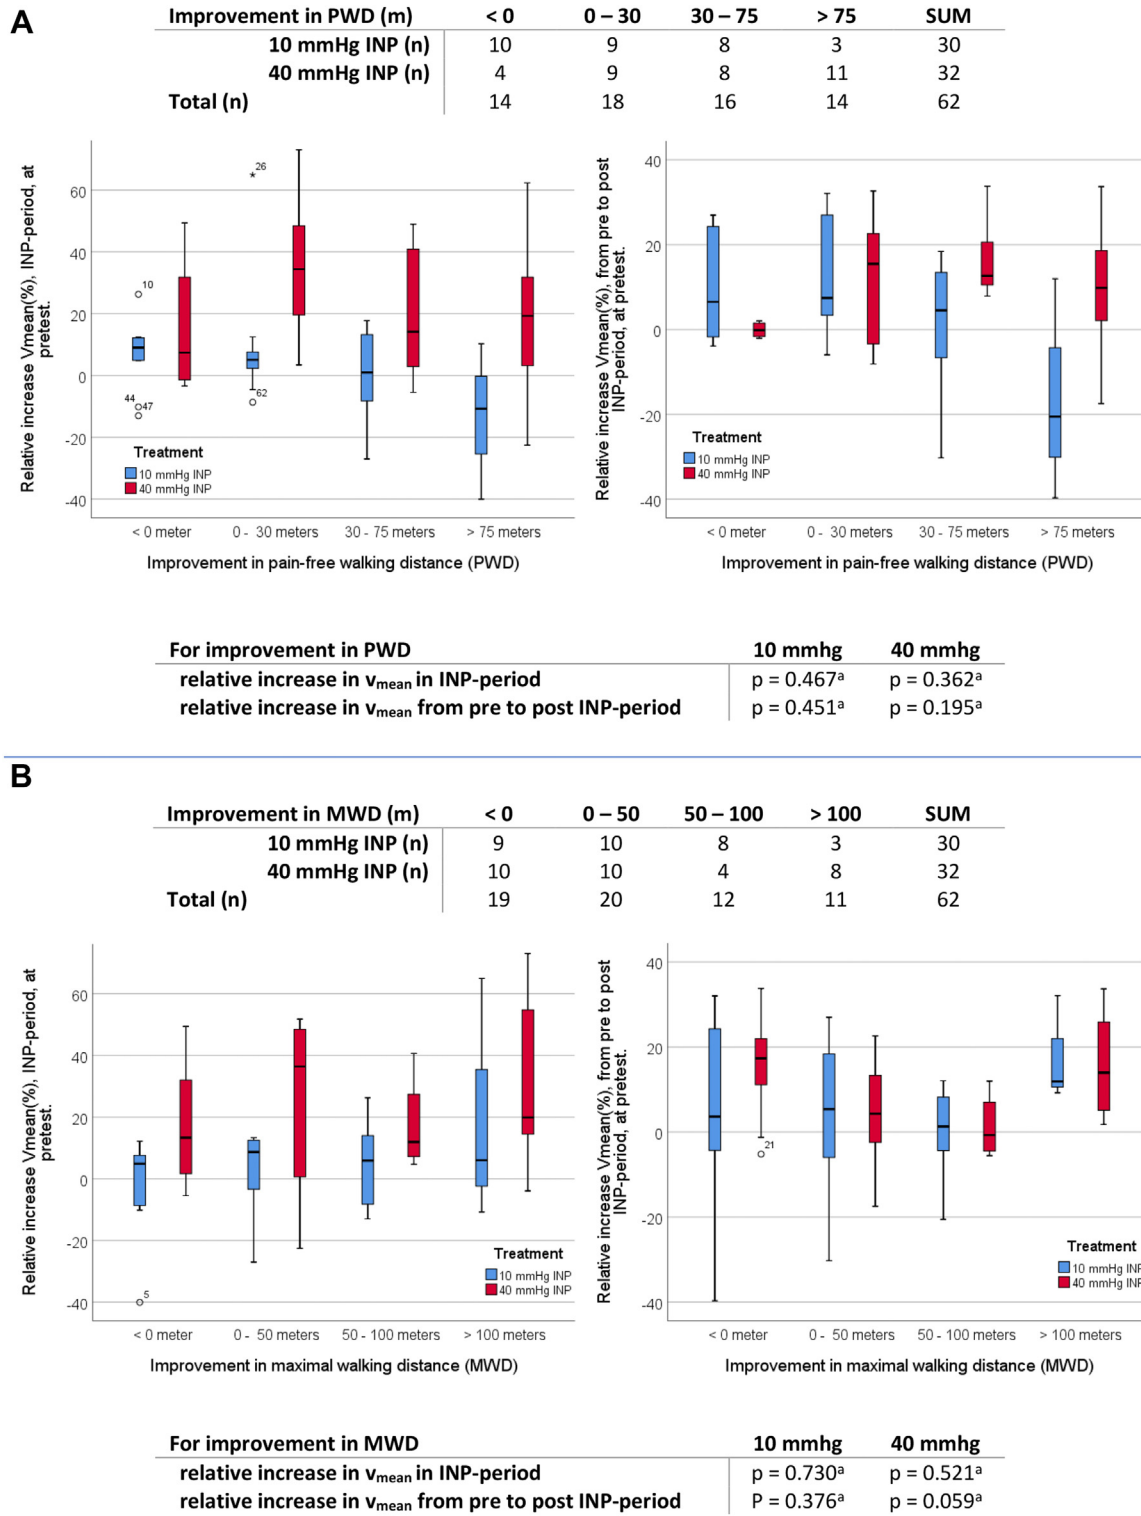 A
Improvement in PWD (m) < 0 0 – 30 30 – 75 > 75 SUM
10 mmHg INP (n) 10 9 8 3 30
40 mmHg INP (n) 4 9 8 11 32
Total (n) 14 18 16 14 62
Relative increase Vmean(%), INP-period, at
pretest.
60
40
20
0
-20
-40
26
10
44
47
62
Treatment
10 mmHg INP
40 mmHg INP
< 0 meter 0 - 30 meters 30 - 75 meters > 75 meters
Improvement in pain-free walking distance (PWD)
Relative increase Vmean(%), from pre to post
INP-period, at pretest.
40
20
0
-20
-40
Treatment
10 mmHg INP
40 mmHg INP
< 0 meter 0 - 30 meters 30 - 75 meters > 75 meters
Improvement in pain-free walking distance (PWD)
For improvement in PWD 10 mmhg 40 mmhg
relative increase in vmean in INP-period p = 0.467ᵃ p = 0.362ᵃ
relative increase in vmean from pre to post INP-period p = 0.451ᵃ p = 0.195ᵃ
B
Improvement in MWD (m) < 0 0 – 50 50 – 100 > 100 SUM
10 mmHg INP (n) 9 10 8 3 30
40 mmHg INP (n) 10 10 4 8 32
Total (n) 19 20 12 11 62
Relative increase Vmean(%), INP-period, at
pretest.
60
40
20
0
-20
-40
5
Treatment
10 mmHg INP
40 mmHg INP
< 0 meter 0 - 50 meters 50 - 100 meters > 100 meters
Improvement in maximal walking distance (MWD)
Relative increase Vmean(%), from pre to post
INP-period, at pretest.
40
20
0
-20
-40
21
Treatment
10 mmHg INP
40 mmHg INP
< 0 meter 0 - 50 meters 50 - 100 meters > 100 meters
Improvement in maximal walking distance (MWD)
For improvement in MWD 10 mmhg 40 mmhg
relative increase in vmean in INP-period p = 0.730ᵃ p = 0.521ᵃ
relative increase in vmean from pre to post INP-period P = 0.376ᵃ p = 0.059ᵃ